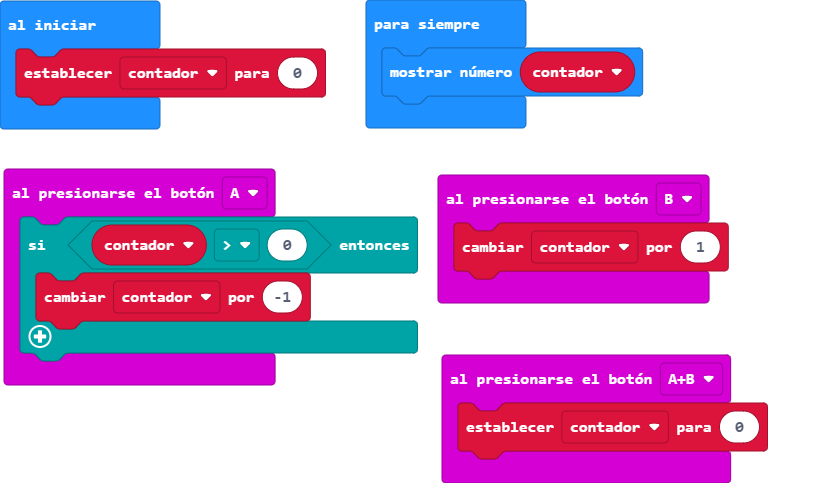 al iniciar
establecer contador para 0
para siempre
mostrar número contador
al presionarse el botón A
si contador > 0 entonces
cambiar contador por -1
al presionarse el botón B
cambiar contador por 1
al presionarse el botón A+B
establecer contador para 0